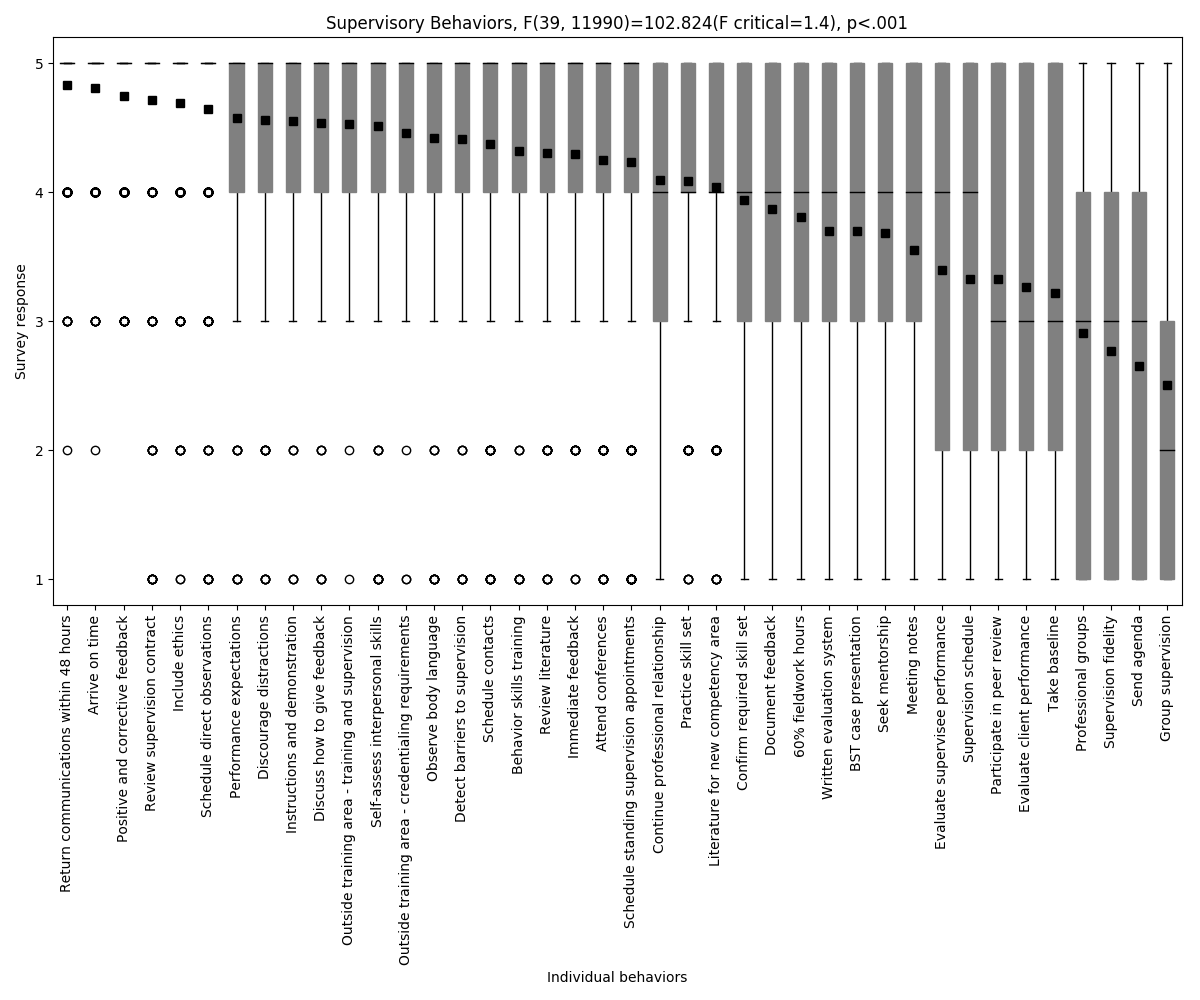 Supervisory Behaviors, F(39, 11990)=102.824(F critical=1.4), p<.001
5
4
3
2
1
Survey response
Return communications within 48 hours
Arrive on time
Positive and corrective feedback
Review supervision contract
Include ethics
Schedule direct observations
Performance expectations
Discourage distractions
Instructions and demonstration
Discuss how to give feedback
Outside training area - training and supervision
Self-assess interpersonal skills
Outside training area - credentialing requirements
Observe body language
Detect barriers to supervision
Schedule contacts
Behavior skills training
Review literature
Immediate feedback
Attend conferences
Schedule standing supervision appointments
Continue professional relationship
Practice skill set
Literature for new competency area
Confirm required skill set
Document feedback
60% fieldwork hours
Written evaluation system
BST case presentation
Seek mentorship
Meeting notes
Evaluate supervisee performance
Supervision schedule
Participate in peer review
Evaluate client performance
Take baseline
Professional groups
Supervision fidelity
Send agenda
Group supervision
Individual behaviors